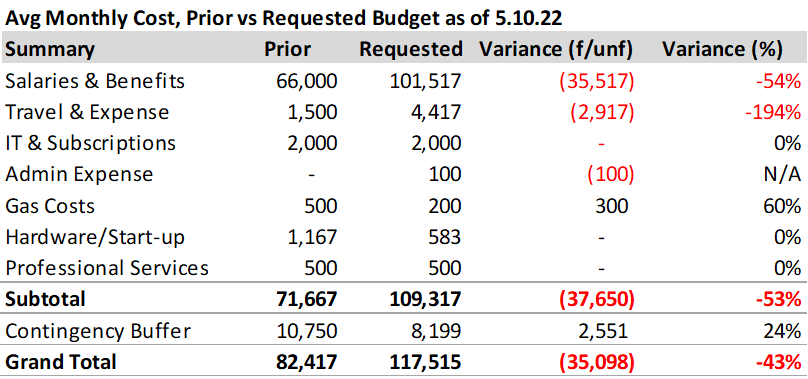 Avg Monthly Cost, Prior vs Requested Budget as of 5.10.22
Summary Prior Requested Variance (f/unf) Variance (%)
Salaries & Benefits 66,000 101,517 (35,517) -54%
Travel & Expense 1,500 4,417 (2,917) -194%
IT & Subscriptions 2,000 2,000 - 0%
Admin Expense - 100 (100) N/A
Gas Costs 500 200 300 60%
Hardware/Start-up 1,167 583 - 0%
Professional Services 500 500 - 0%
Subtotal 71,667 109,317 (37,650) -53%
Contingency Buffer 10,750 8,199 2,551 24%
Grand Total 82,417 117,515 (35,098) -43%